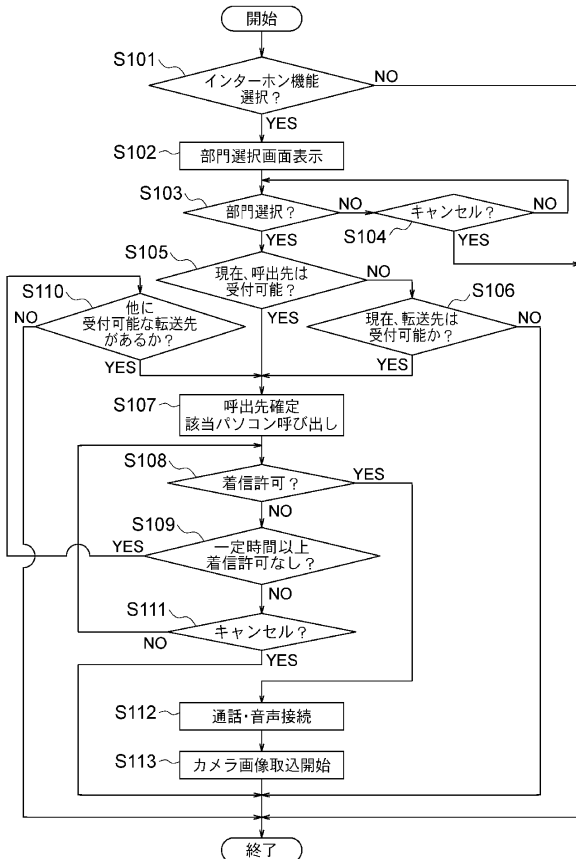 開始
S101
インターホン機能
選択？
NO
YES
S102
部門選択画面表示
S103
部門選択？
NO
YES
S104
キャンセル？
NO
YES
S105
現在、呼出先は
受付可能？
NO
YES
S110
他に
受付可能な転送先
があるか？
NO
YES
S106
現在、転送先は
受付可能か？
NO
YES
S107
呼出先確定
該当パソコン呼び出し
S108
着信許可？
YES
NO
S109
一定時間以上
着信許可なし？
YES
NO
S111
キャンセル？
NO
YES
S112
通話・音声接続
S113
カメラ画像取込開始
終了